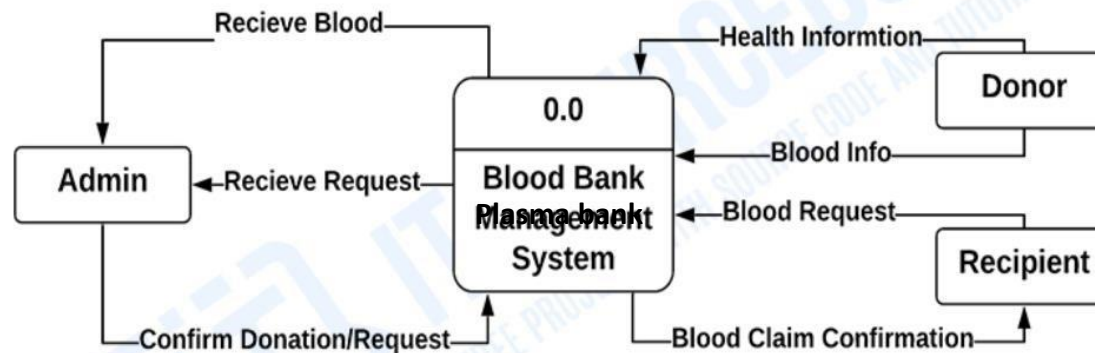 Recieve Blood
Health Informtion
Donor
0.0
Blood Info
Admin
Recieve Request
Blood Bank
Plasma bank
Management
System
Blood Request
Recipient
Confirm Donation/Request
Blood Claim Confirmation